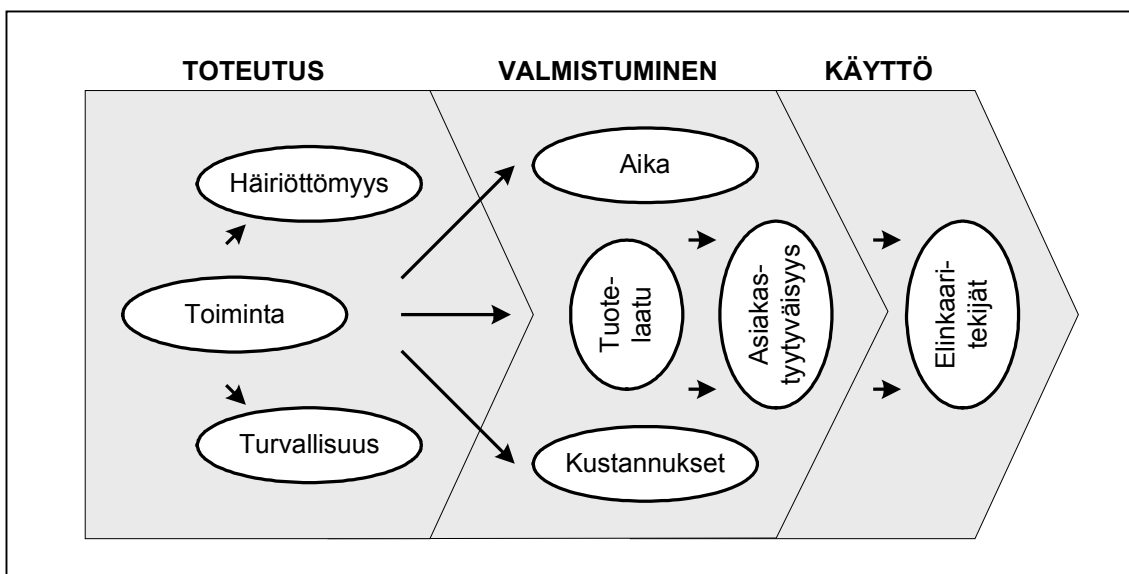 TOTEUTUS
VALMISTUMINEN
KÄYTTÖ
Häiriöttömyys
Toiminta
Turvallisuus
Aika
Tuote-
laatu
Asiakas-
tyytyväisyys
Kustannukset
Elinkaari-
tekijät